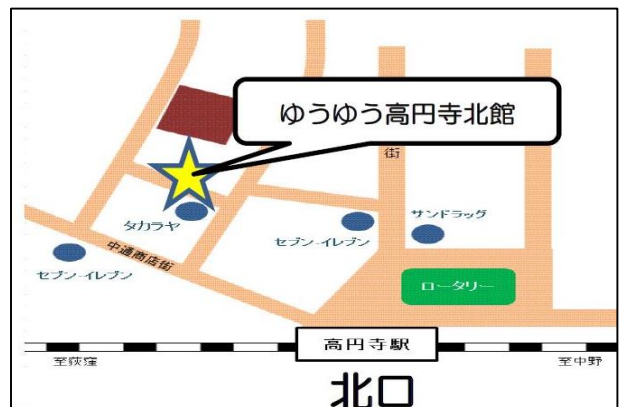 ゆうゆう高円寺北館
街
サンドラッグ
タカラヤ
セブン-イレブン
中通商店街
セブン-イレブン
ロータリー
高円寺駅
至荻窪
至中野
北口